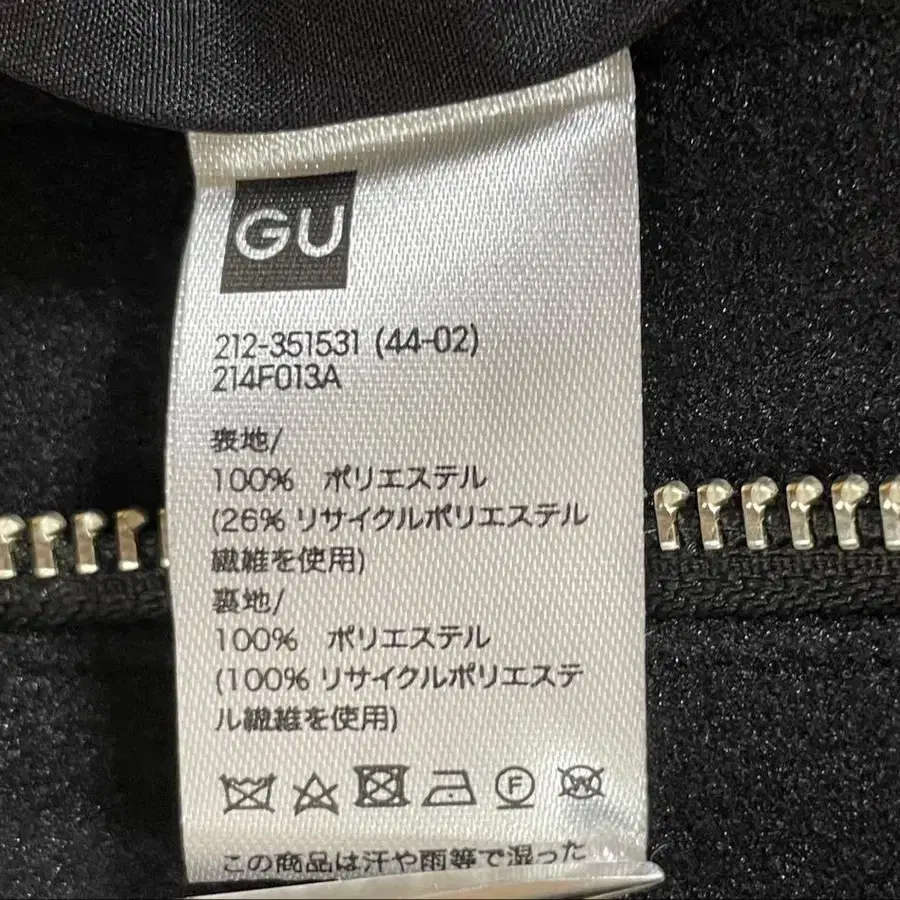 GU
212-351531 (44-02)
214F013A
表地/
100% ポリエステル
(26% リサイクルポリエステル
繊維を使用)
裏地/
100% ポリエステル
(100% リサイクルポリエステ
ル繊維を使用)
F W
この商品は汗や雨等で湿った